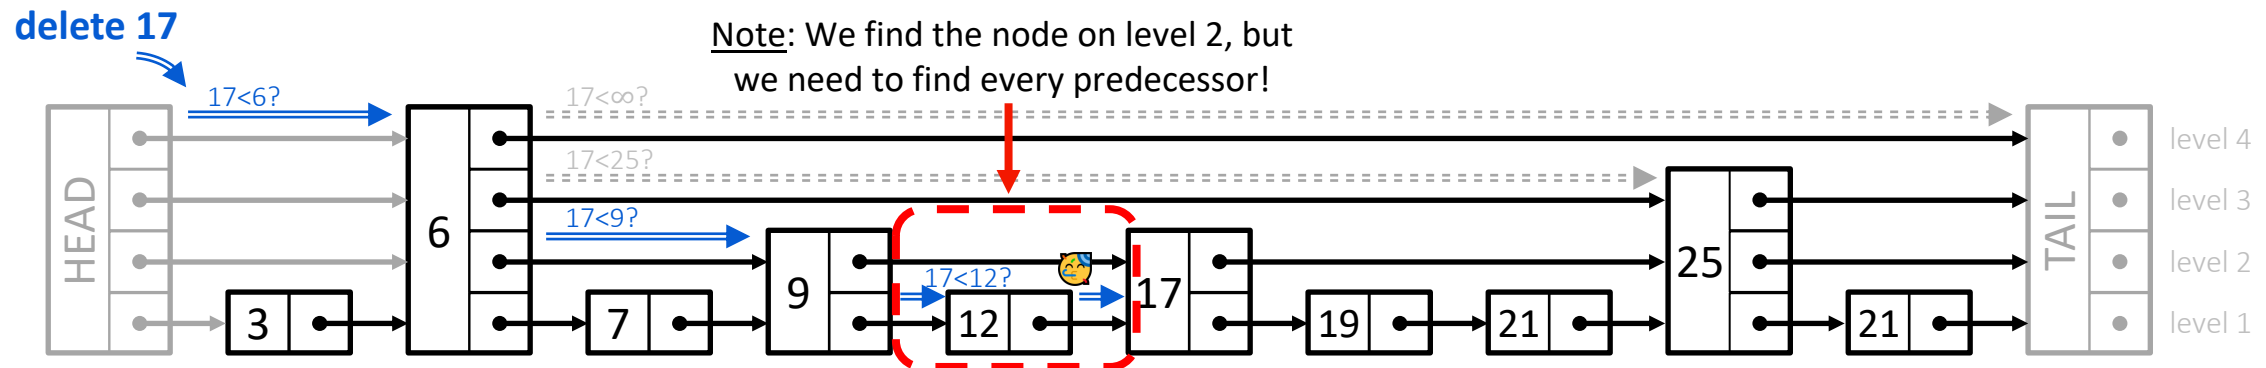 delete 17
Note: We find the node on level 2, but
we need to find every predecessor!
17<6?
17<∞?
17<25?
17<9?
17<12?
HEAD
3
6
7
9
12
17
19
21
25
21
TAIL
level 4
level 3
level 2
level 1